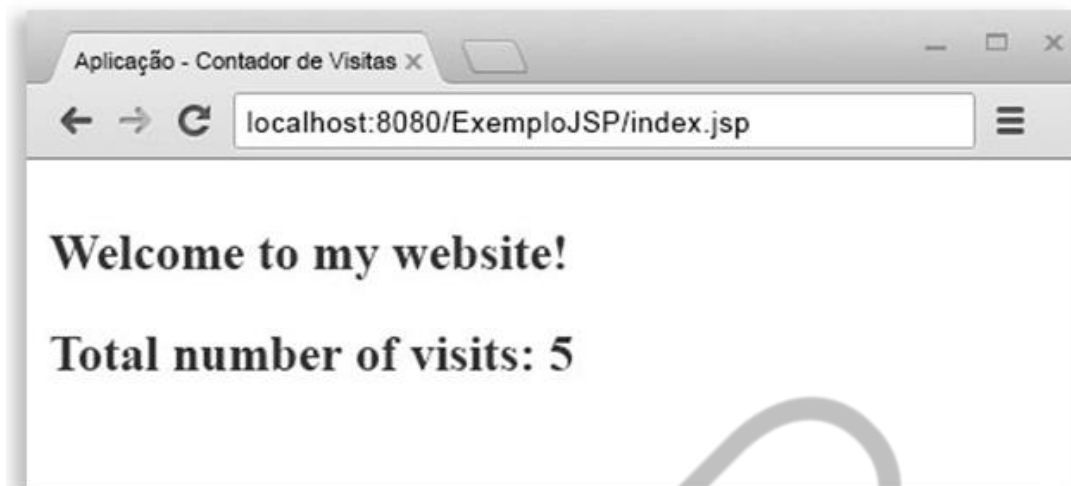 Aplicação - Contador de Visitas
localhost:8080/ExemploJSP/index.jsp
Welcome to my website!
Total number of visits: 5